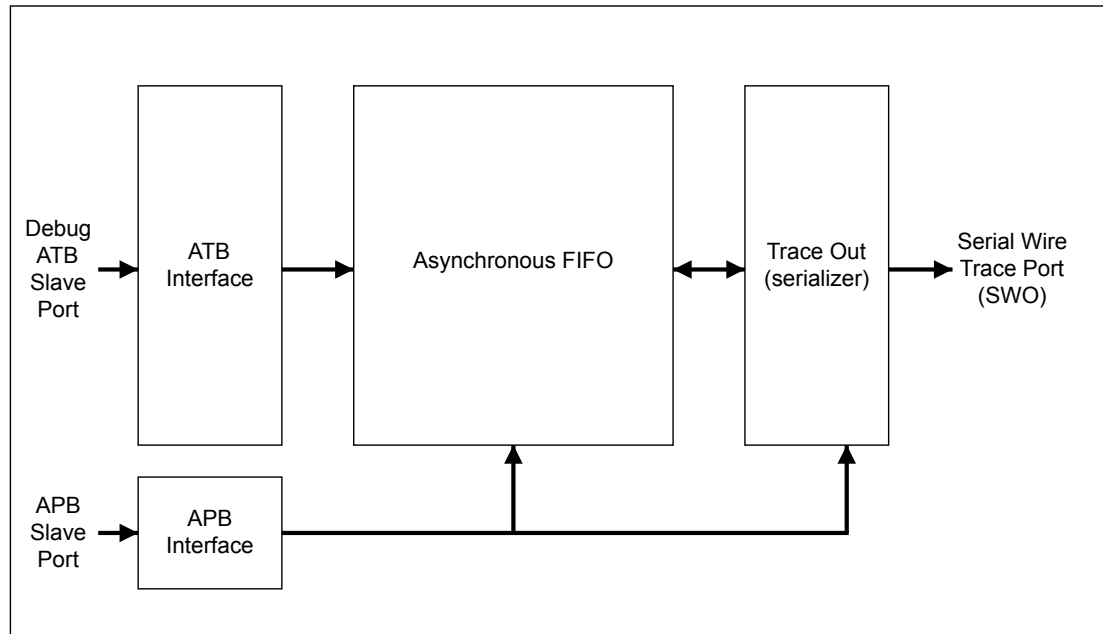 Debug
ATB
Slave
Port
ATB
Interface
Asynchronous FIFO
Trace Out
(serializer)
Serial Wire
Trace Port
(SWO)
APB
Slave
Port
APB
Interface